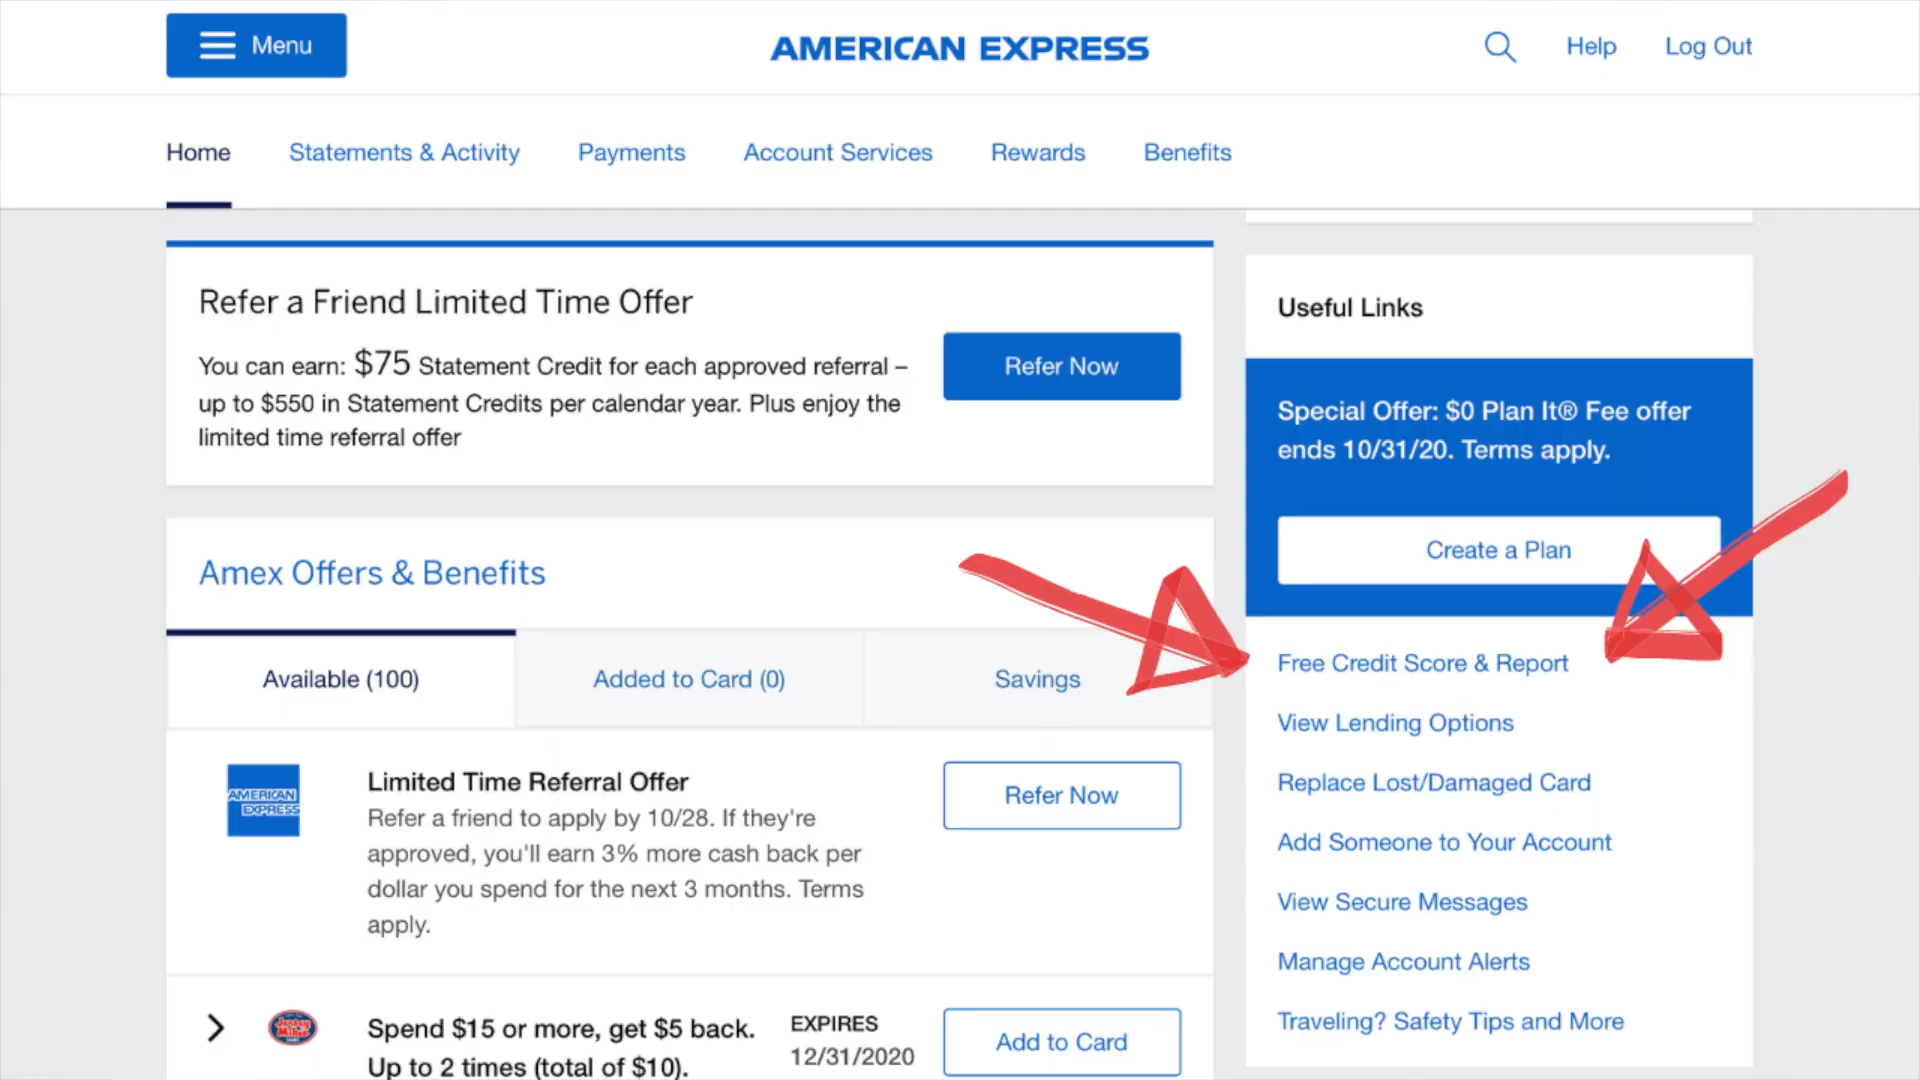 Menu
AMERICAN EXPRESS
Help
Log Out
Home
Statements & Activity
Payments
Account Services
Rewards
Benefits
Refer a Friend Limited Time Offer
You can earn: $75 Statement Credit for each approved referral –
up to $550 in Statement Credits per calendar year. Plus enjoy the
limited time referral offer
Refer Now
Amex Offers & Benefits
Available (100)
Added to Card (0)
Savings
AMERICAN
EXPRESS
Limited Time Referral Offer
Refer a friend to apply by 10/28. If they're
approved, you'll earn 3% more cash back per
dollar you spend for the next 3 months. Terms
apply.
Refer Now
Jersey
Mike's
Spend $15 or more, get $5 back.
Up to 2 times (total of $10).
EXPIRES
12/31/2020
Add to Card
Useful Links
Special Offer: $0 Plan It® Fee offer
ends 10/31/20. Terms apply.
Create a Plan
Free Credit Score & Report
View Lending Options
Replace Lost/Damaged Card
Add Someone to Your Account
View Secure Messages
Manage Account Alerts
Traveling? Safety Tips and More